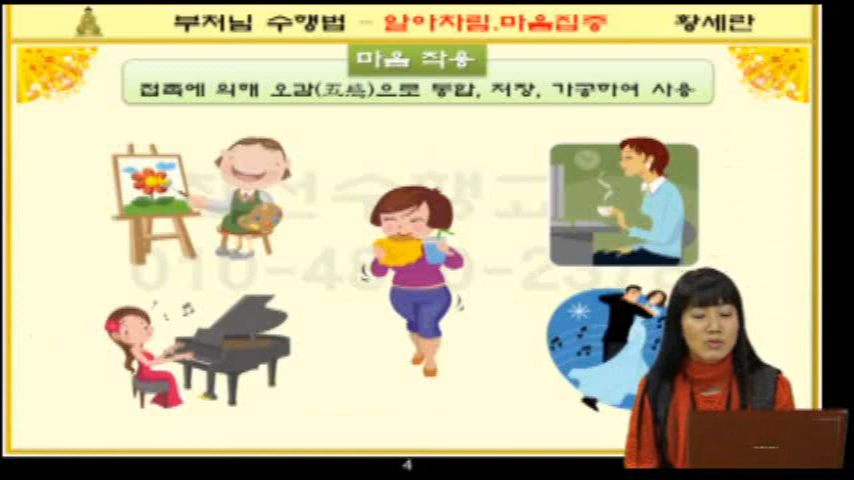 부처님 수행법 - 알아차림.마음집중 황세란
마음 작용
접촉에 의해 오감(五感)으로 통합, 저장, 가공하여 사용
4